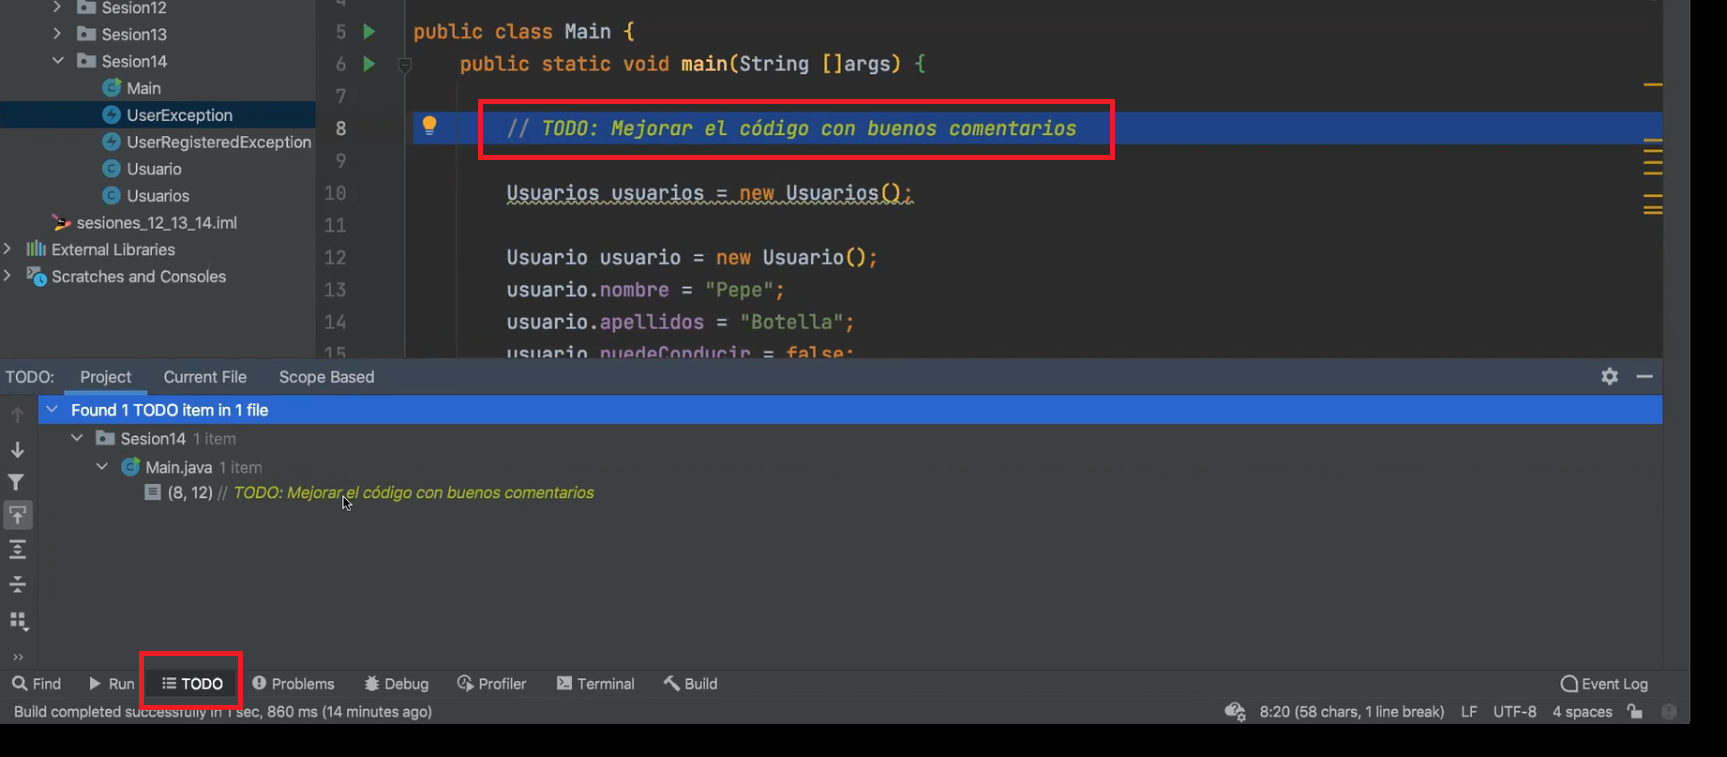 Sesion12
Sesion13
Sesion14
Main
UserException
UserRegisteredException
Usuario
Usuarios
sesiones_12_13_14.iml
External Libraries
Scratches and Consoles
4
5 public class Main {
6 public static void main(String []args) {
7
8 // TODO: Mejorar el código con buenos comentarios
9
10 Usuarios usuarios = new Usuarios();
11
12 Usuario usuario = new Usuario();
13 usuario.nombre = "Pepe";
14 usuario.apellidos = "Botella";
15 usuario.puedeConducir = false;
TODO: Project Current File Scope Based
Found 1 TODO item in 1 file
Sesion14 1 item
Main.java 1 item
(8, 12) // TODO: Mejorar el código con buenos comentarios
Find Run TODO Problems Debug Profiler Terminal Build Event Log
Build completed successfully in 1 sec, 860 ms (14 minutes ago) 8:20 (58 chars, 1 line break) LF UTF-8 4 spaces